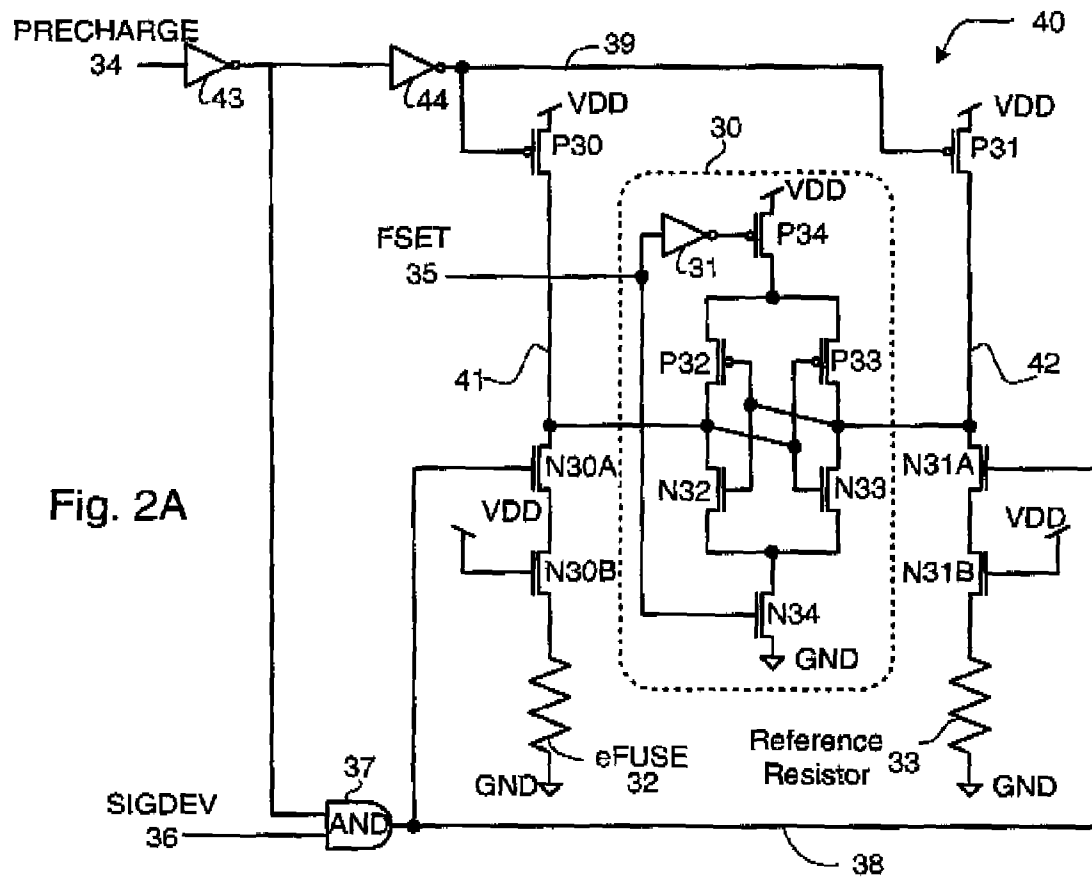 PRECHARGE
34
43
44
39
40
VDD
P30
VDD
P31
30
VDD
FSET
35
31
P34
P32
P33
41
42
N30A
N31A
N32
N33
Fig. 2A
VDD
VDD
N30B
N31B
N34
GND
eFUSE
32
Reference
Resistor
33
GND
GND
37
SIGDEV
36
AND
38